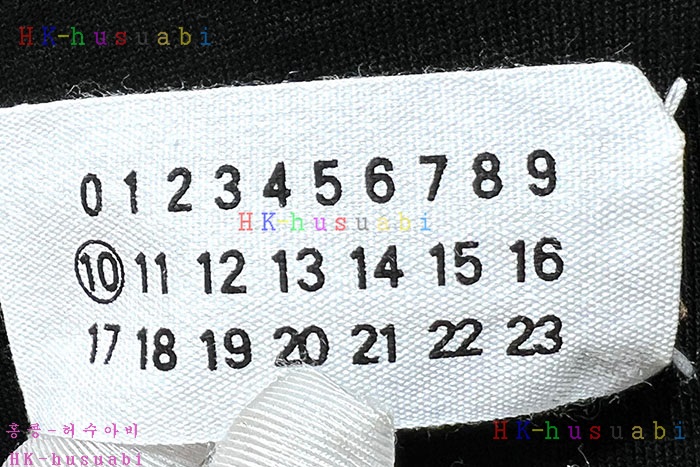 HK-husuabi
0 1 2 3 4 5 6 7 8 9
HK-husuabi
10 11 12 13 14 15 16
17 18 19 20 21 22 23
홍콩-허수아비
HK-husuabi
HK-husuabi